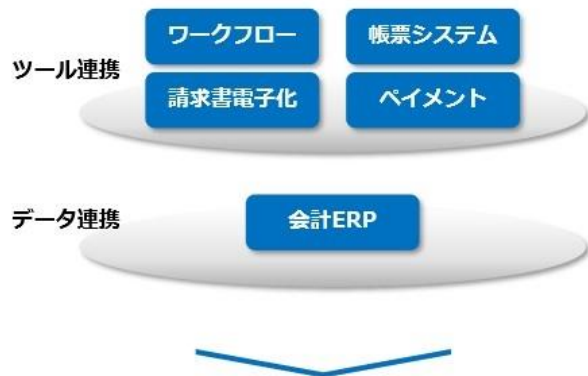 ワークフロー
帳票システム
ツール連携
請求書電子化
ペイメント
データ連携
会計ERP